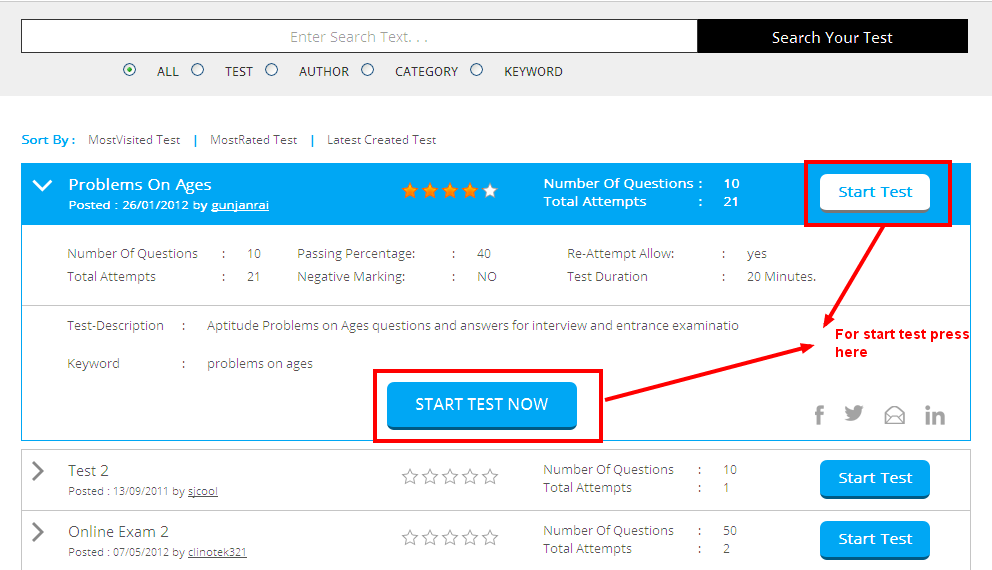 Enter Search Text. . .
Search Your Test
ALL TEST AUTHOR CATEGORY KEYWORD
Sort By : MostVisited Test | MostRated Test | Latest Created Test
Problems On Ages
Posted : 26/01/2012 by gunjanrai
Number Of Questions : 10
Total Attempts : 21
Start Test
Number Of Questions : 10 Passing Percentage: : 40 Re-Attempt Allow: : yes
Total Attempts : 21 Negative Marking: : NO Test Duration : 20 Minutes.
Test-Description : Aptitude Problems on Ages questions and answers for interview and entrance examinatio
For start test press
here
Keyword : problems on ages
START TEST NOW
Test 2
Posted : 13/09/2011 by sjcool
Number Of Questions : 10
Total Attempts : 1
Start Test
Online Exam 2
Posted : 07/05/2012 by clinotek321
Number Of Questions : 50
Total Attempts : 2
Start Test